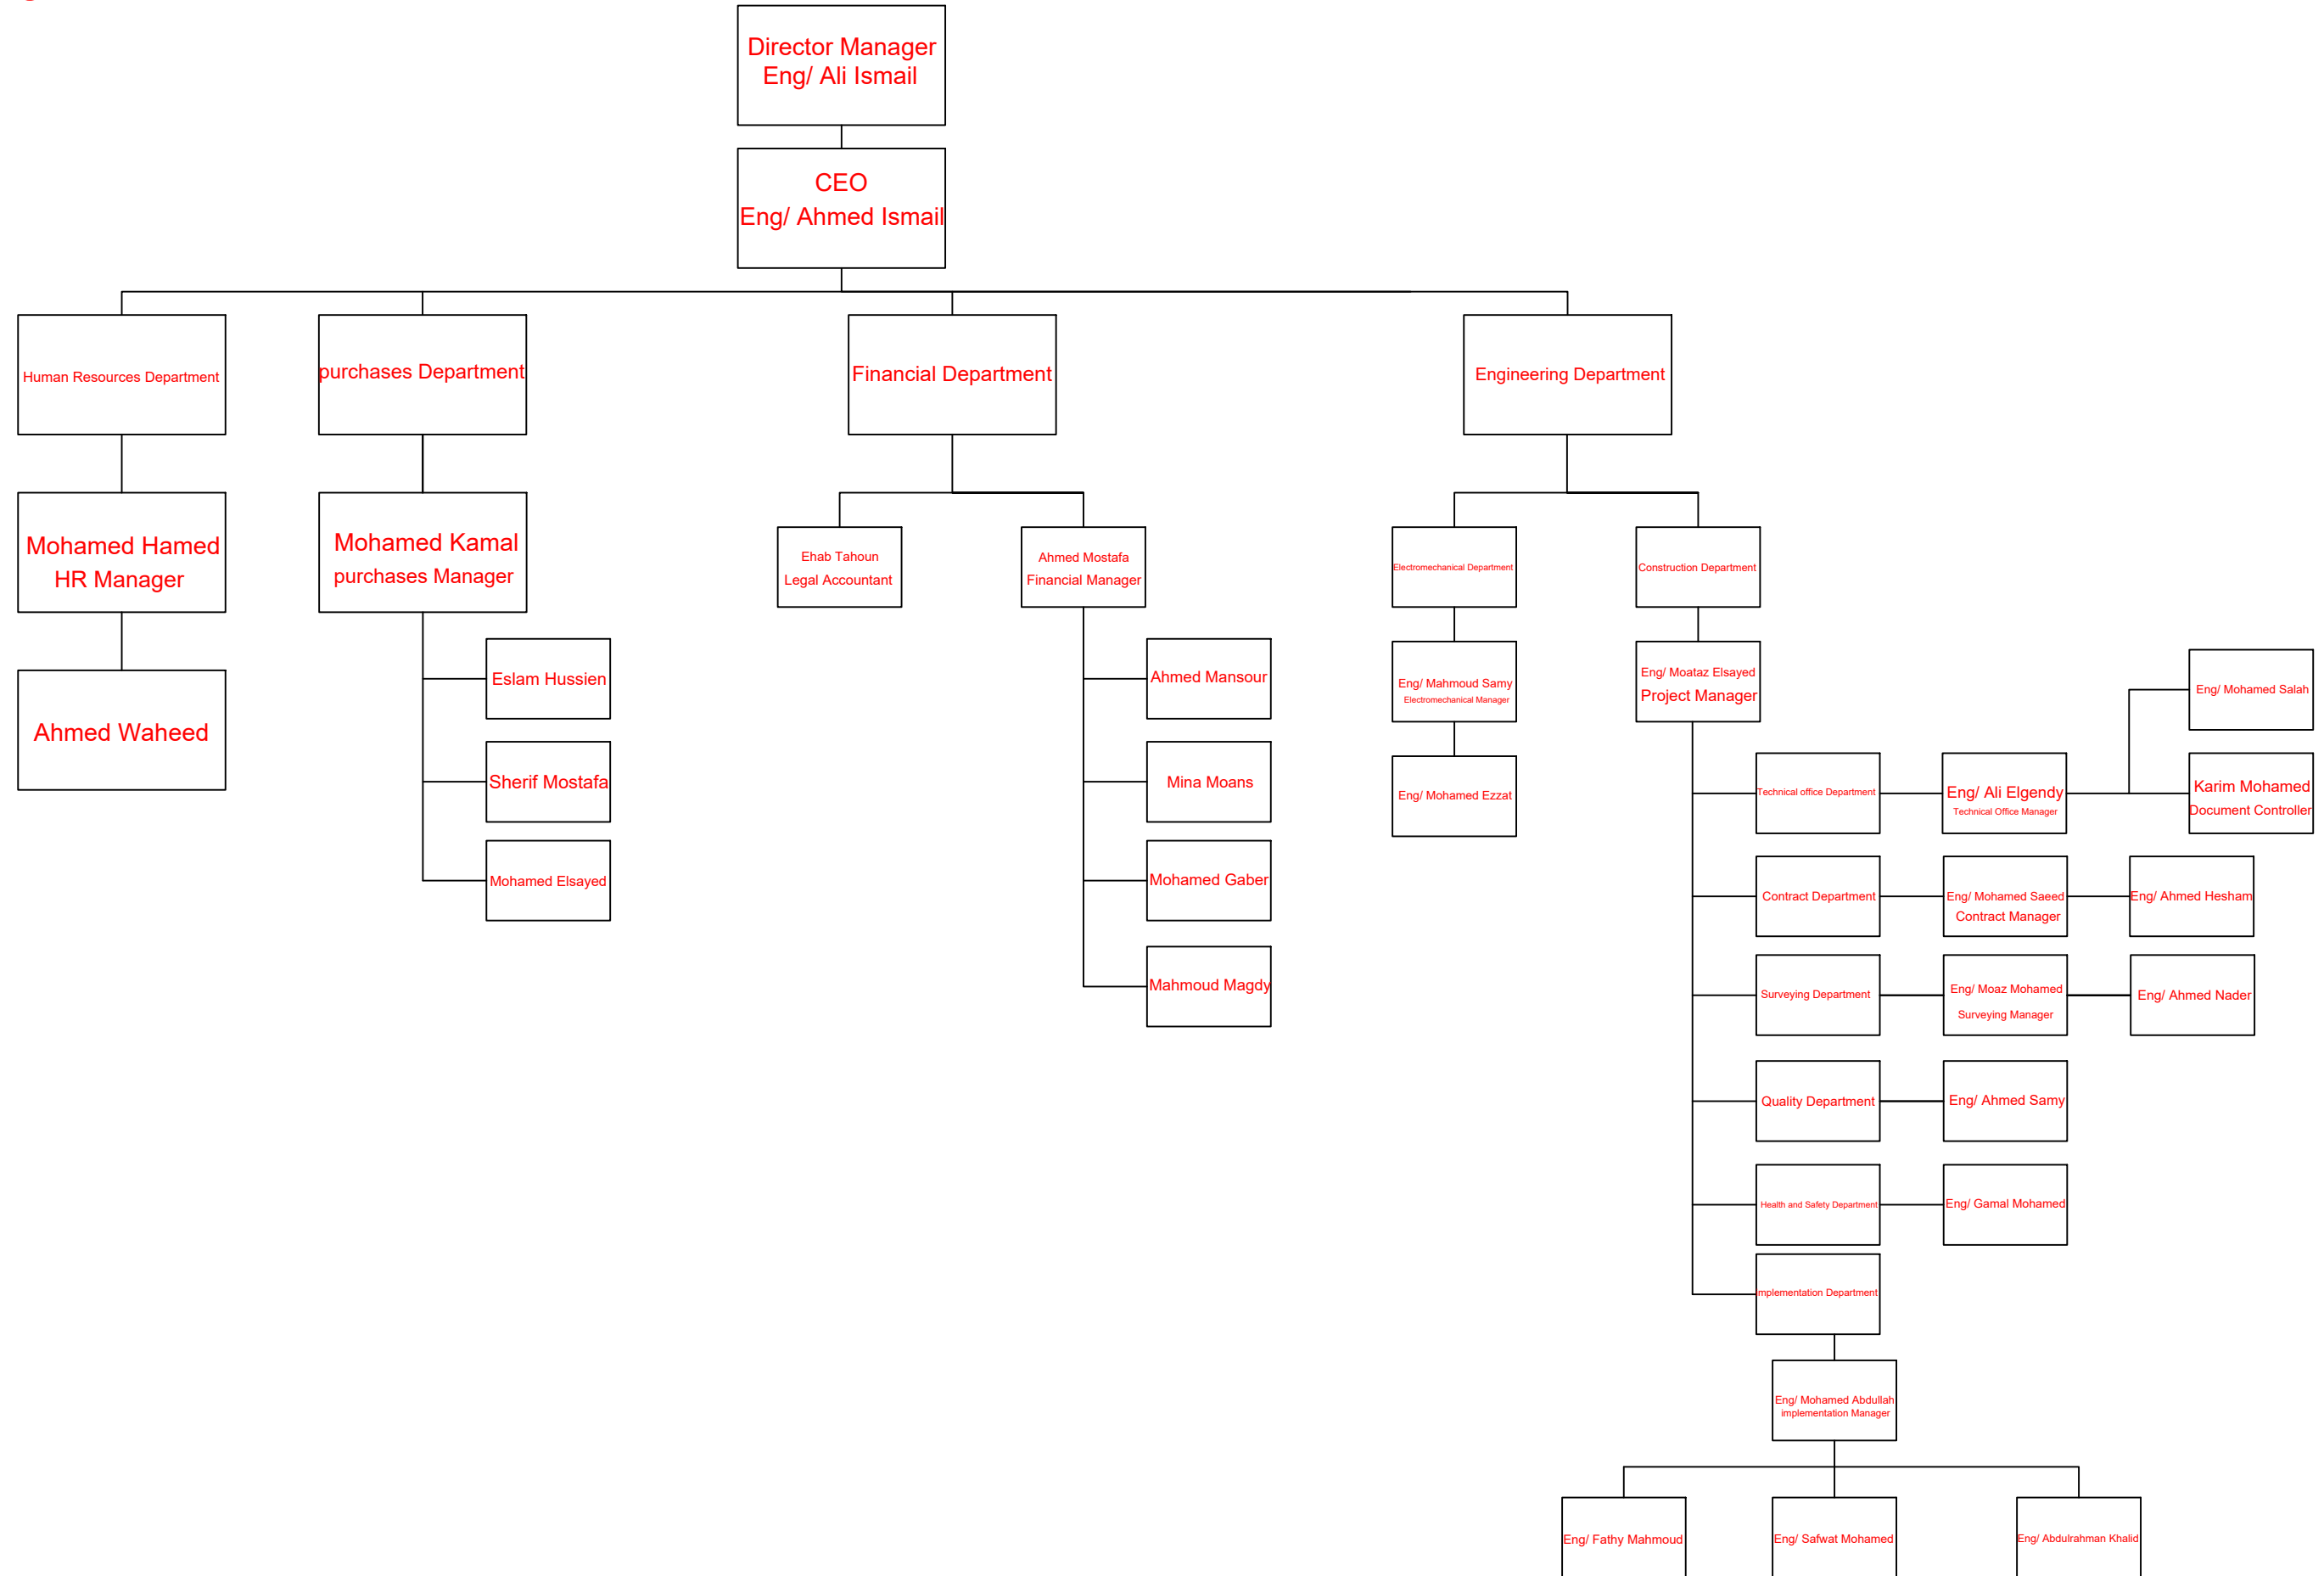 Director Manager
Eng/ Ali Ismail
CEO
Eng/ Ahmed Ismail
Human Resources Department
purchases Department
Financial Department
Engineering Department
Mohamed Hamed
HR Manager
Mohamed Kamal
purchases Manager
Ehab Tahoun
Legal Accountant
Ahmed Mostafa
Financial Manager
Electromechanical Department
Construction Department
Ahmed Waheed
Eslam Hussien
Sherif Mostafa
Mohamed Elsayed
Ahmed Mansour
Mina Moans
Mohamed Gaber
Mahmoud Magdy
Eng/ Mahmoud Samy
Electromechanical Manager
Eng/ Mohamed Ezzat
Eng/ Moataz Elsayed
Project Manager
Technical office Department
Eng/ Ali Elgendy
Technical Office Manager
Eng/ Mohamed Salah
Karim Mohamed
Document Controller
Contract Department
Eng/ Mohamed Saeed
Contract Manager
Eng/ Ahmed Hesham
Surveying Department
Eng/ Moaz Mohamed
Surveying Manager
Eng/ Ahmed Nader
Quality Department
Eng/ Ahmed Samy
Health and Safety Department
Eng/ Gamal Mohamed
implementation Department
Eng/ Mohamed Abdullah
implementation Manager
Eng/ Fathy Mahmoud
Eng/ Safwat Mohamed
Eng/ Abdulrahman Khalid